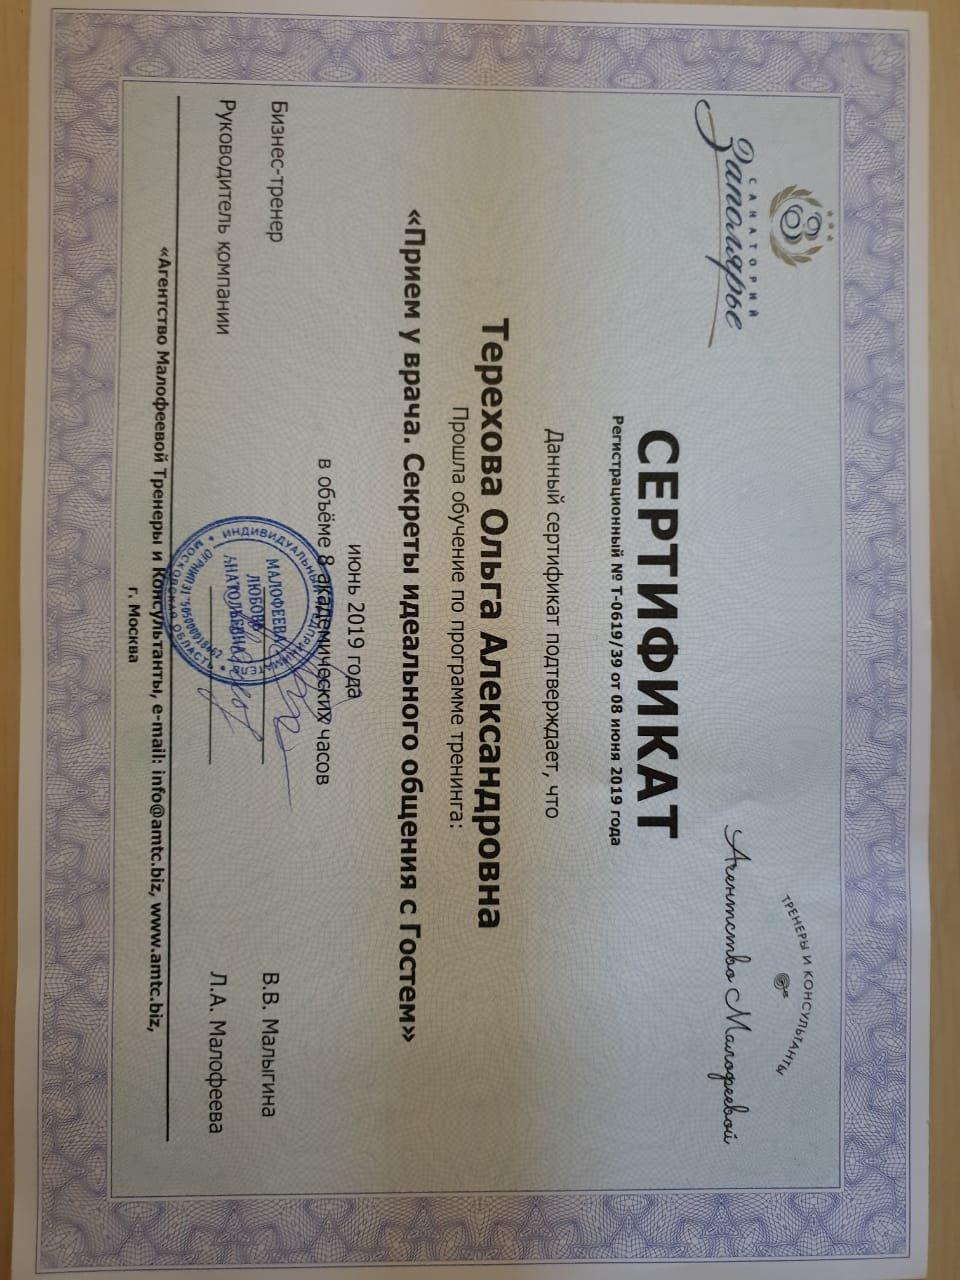 САНАТОРИЙ
Заполярье
ТРЕНЕРЫ И КОНСУЛЬТАНТЫ
Агентство Малофеевой
СЕРТИФИКАТ
Регистрационный № Т-0619/39 от 08 июня 2019 года
Данный сертификат подтверждает, что
Терехова Ольга Александровна
Прошла обучение по программе тренинга:
«Прием у врача. Секреты идеального общения с Гостем»
июнь 2019 года
в объёме 8 академических часов
Бизнес-тренер В.В. Малыгина
Руководитель компании Л.А. Малофеева
ИНДИВИДУАЛЬНЫЙ ПРЕДПРИНИМАТЕЛЬ
МОСКОВСКАЯ ОБЛАСТЬ
МАЛОФЕЕВА
ЛЮБОВЬ
АНАТОЛЬЕВНА
«Агентство Малофеевой Тренеры и Консультанты, e-mail: info@amtc.biz, www.amtc.biz,
г. Москва